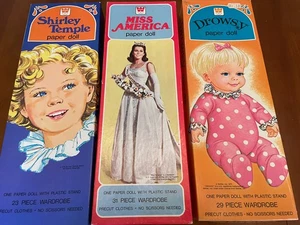 Shirley
Temple
paper doll
ONE PAPER DOLL WITH PLASTIC STAND
23 PIECE WARDROBE
PRECUT CLOTHES • NO SCISSORS NEEDED
MISS
AMERICA
paper doll
ONE PAPER DOLL WITH PLASTIC STAND
31 PIECE WARDROBE
PRECUT CLOTHES • NO SCISSORS NEEDED
Drowsy
paper doll
ONE PAPER DOLL WITH PLASTIC STAND
29 PIECE WARDROBE
PRECUT CLOTHES • NO SCISSORS NEEDED